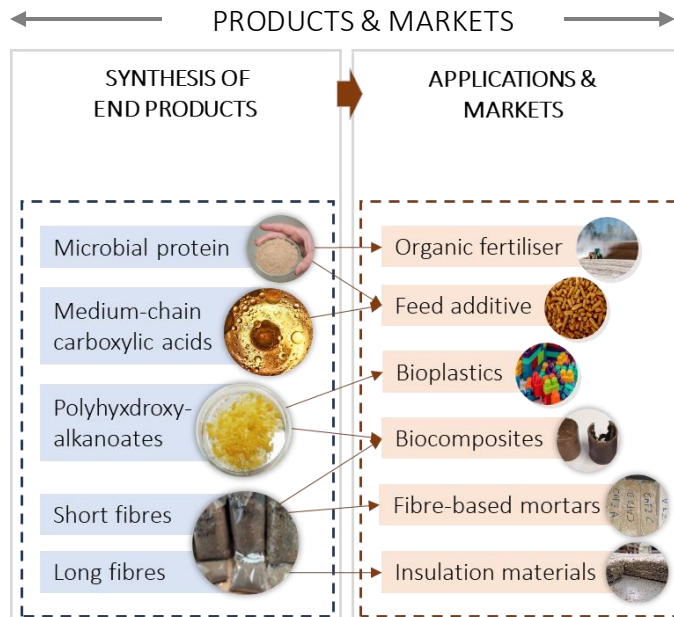 PRODUCTS & MARKETS
SYNTHESIS OF
END PRODUCTS
APPLICATIONS &
MARKETS
Microbial protein
Medium-chain
carboxylic acids
Polyhyxdroxy-
alkanoates
Short fibres
Long fibres
Organic fertiliser
Feed additive
Bioplastics
Biocomposites
Fibre-based mortars
Insulation materials